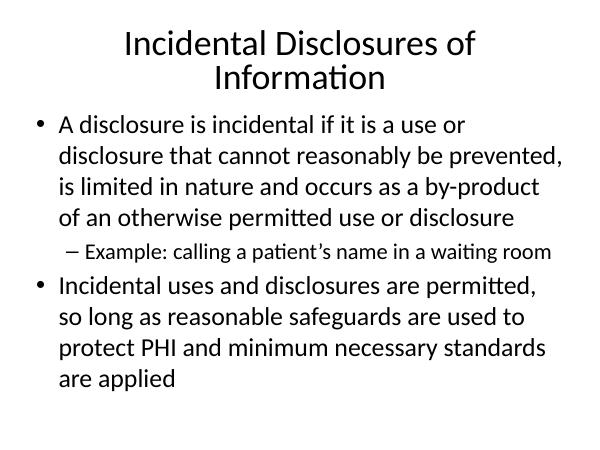 Incidental Disclosures of
Information
• A disclosure is incidental if it is a use or
disclosure that cannot reasonably be prevented,
is limited in nature and occurs as a by-product
of an otherwise permitted use or disclosure
– Example: calling a patient’s name in a waiting room
• Incidental uses and disclosures are permitted,
so long as reasonable safeguards are used to
protect PHI and minimum necessary standards
are applied